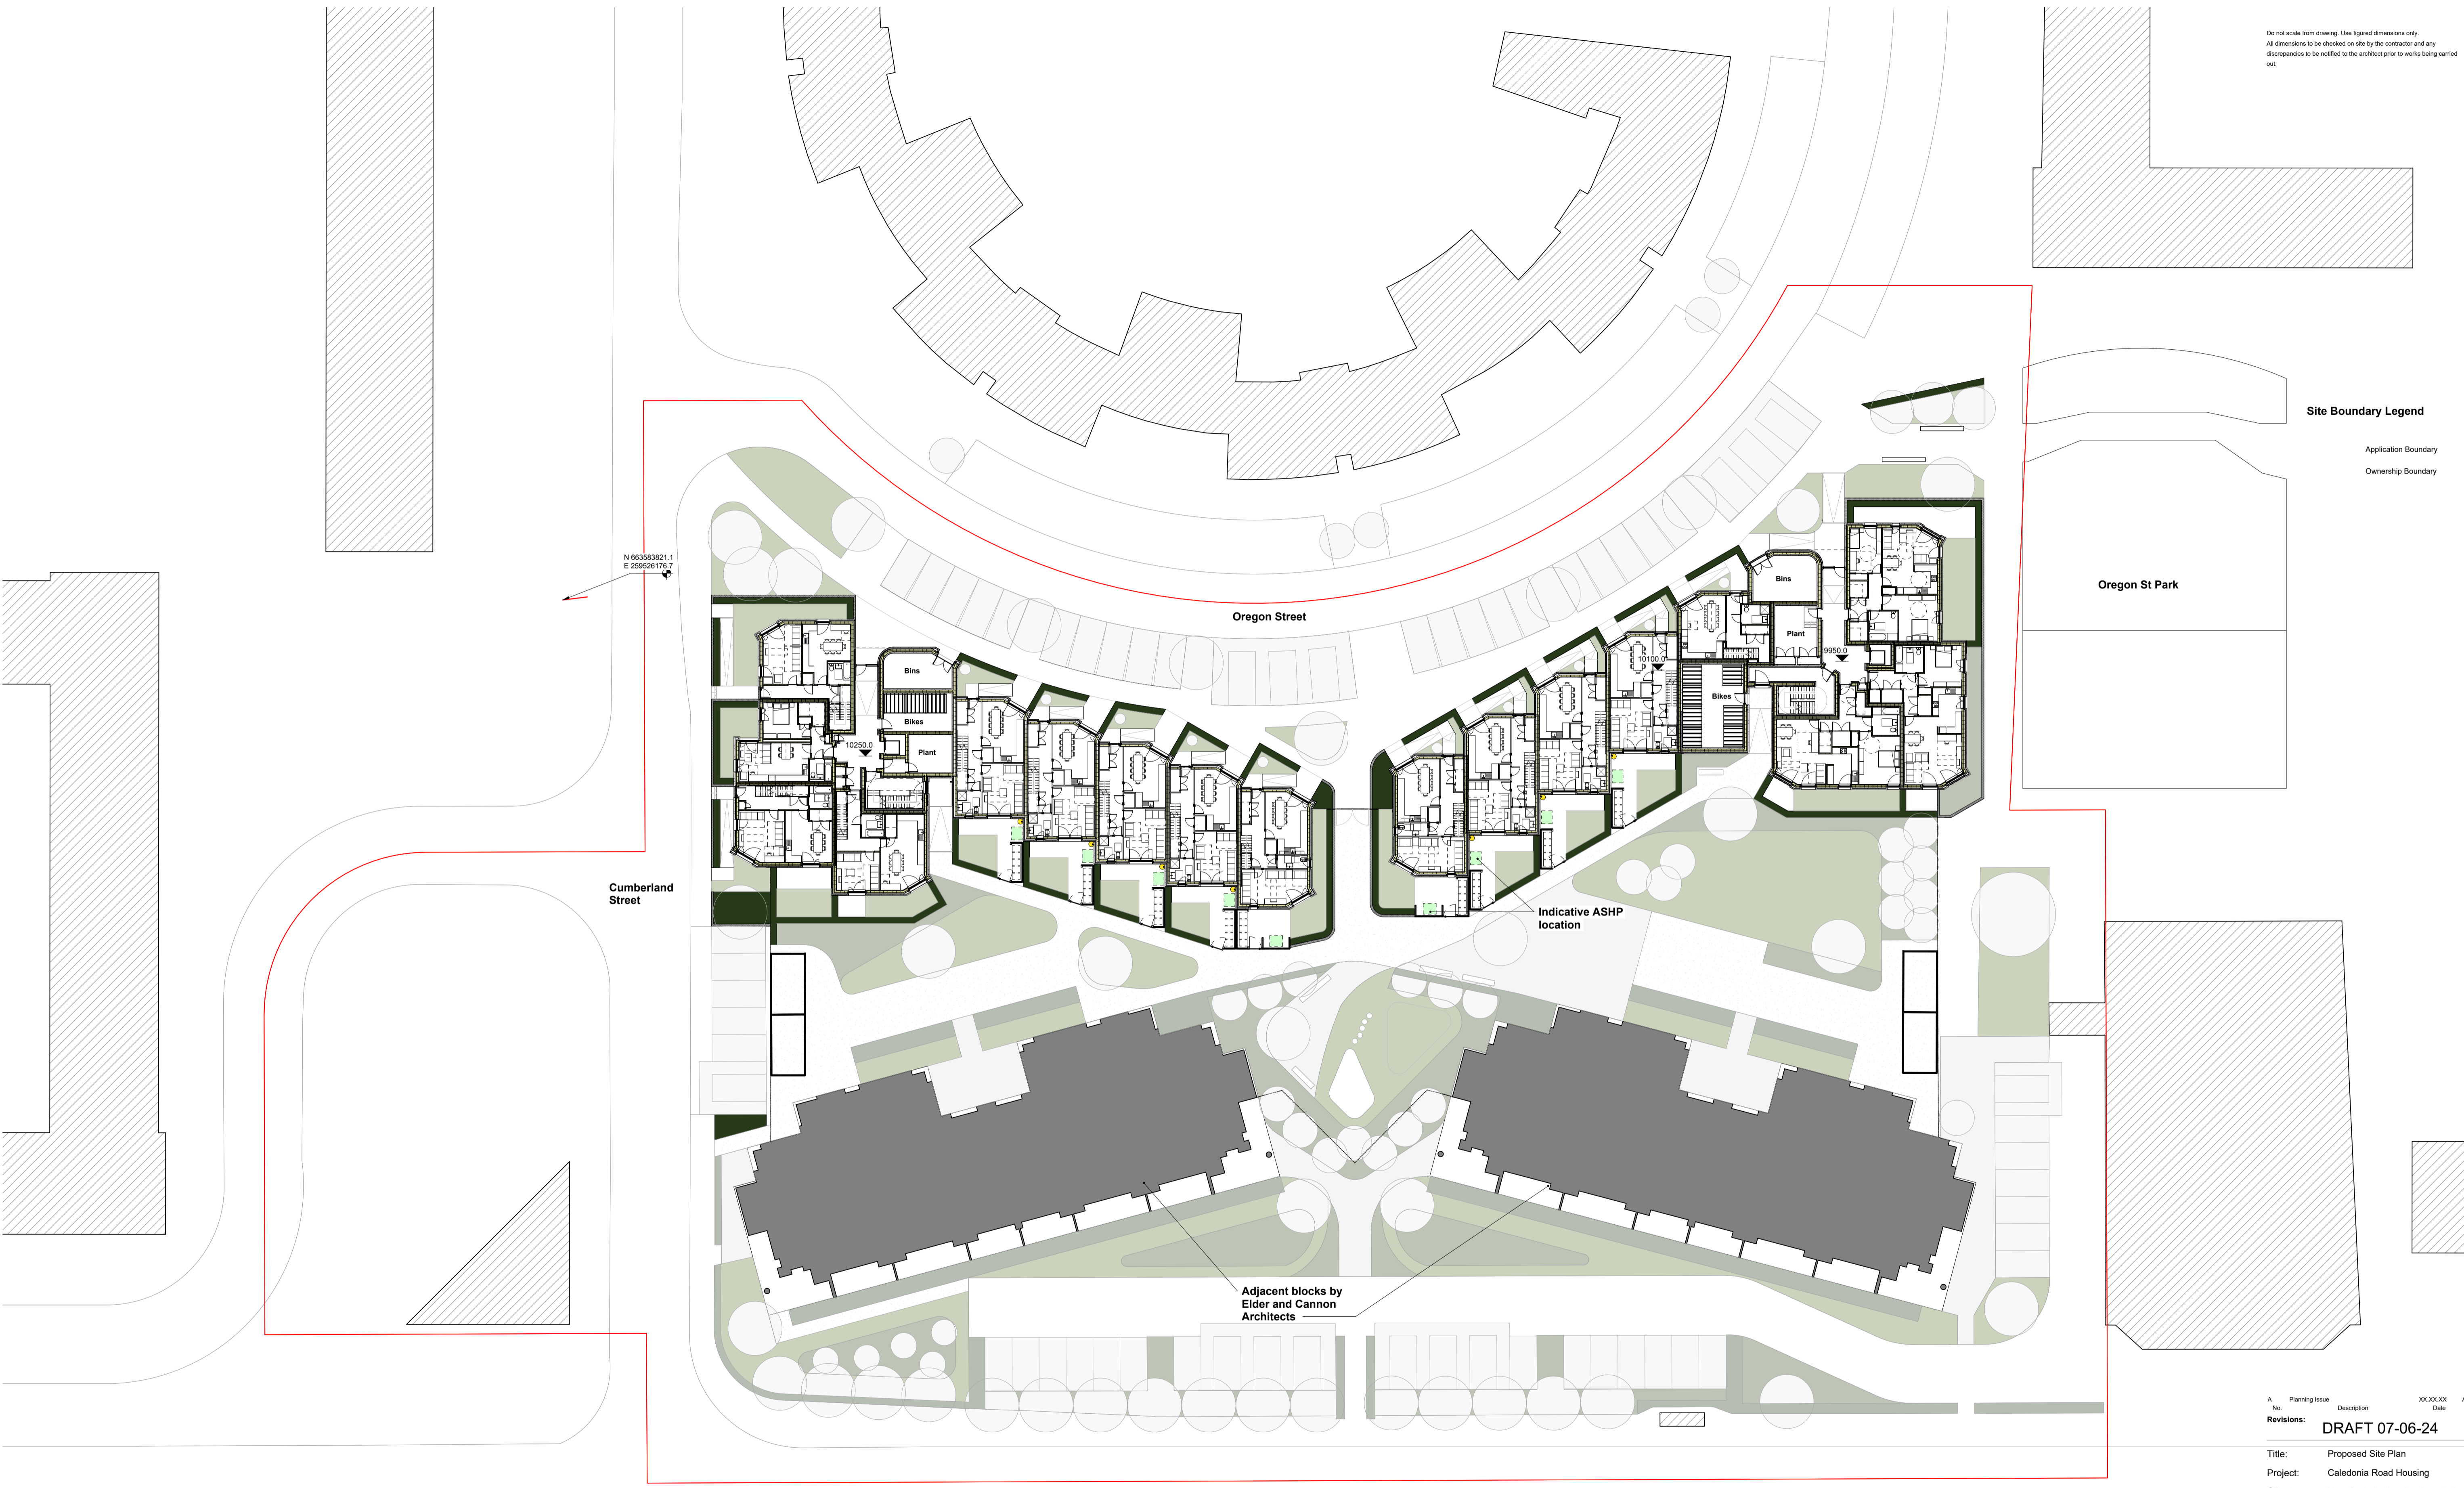 Do not scale from drawing. Use figured dimensions only.
All dimensions to be checked on site by the contractor and any
discrepancies to be notified to the architect prior to works being carried
out.
Site Boundary Legend
Application Boundary
Ownership Boundary
N 663583821.1
E 259526176.7
Oregon St Park
Oregon Street
Bins
Plant
9950.0
10100.0
Bikes
Bins
Bikes
Plant
10250.0
Cumberland
Street
Indicative ASHP
location
Adjacent blocks by
Elder and Cannon
Architects
A Planning Issue XX.XX.XX
No. Description Date
Revisions:
DRAFT 07-06-24
Title: Proposed Site Plan
Project: Caledonia Road Housing